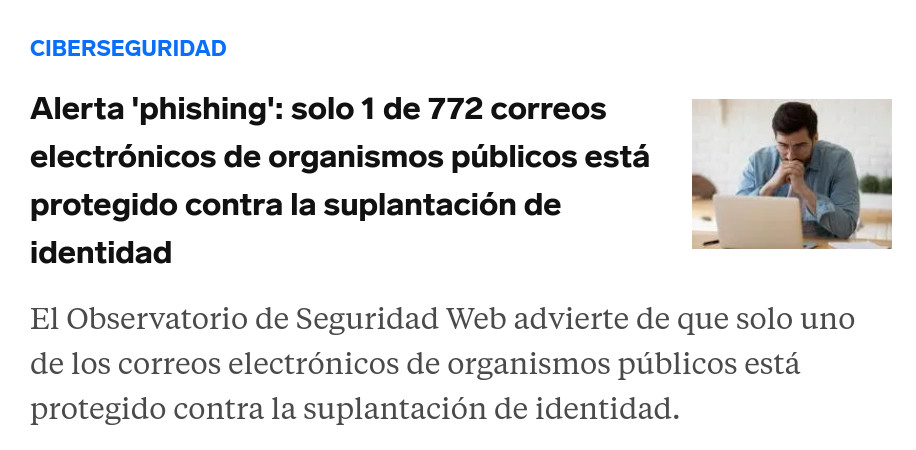 CIBERSEGURIDAD
Alerta 'phishing': solo 1 de 772 correos
electrónicos de organismos públicos está
protegido contra la suplantación de
identidad
El Observatorio de Seguridad Web advierte de que solo uno
de los correos electrónicos de organismos públicos está
protegido contra la suplantación de identidad.